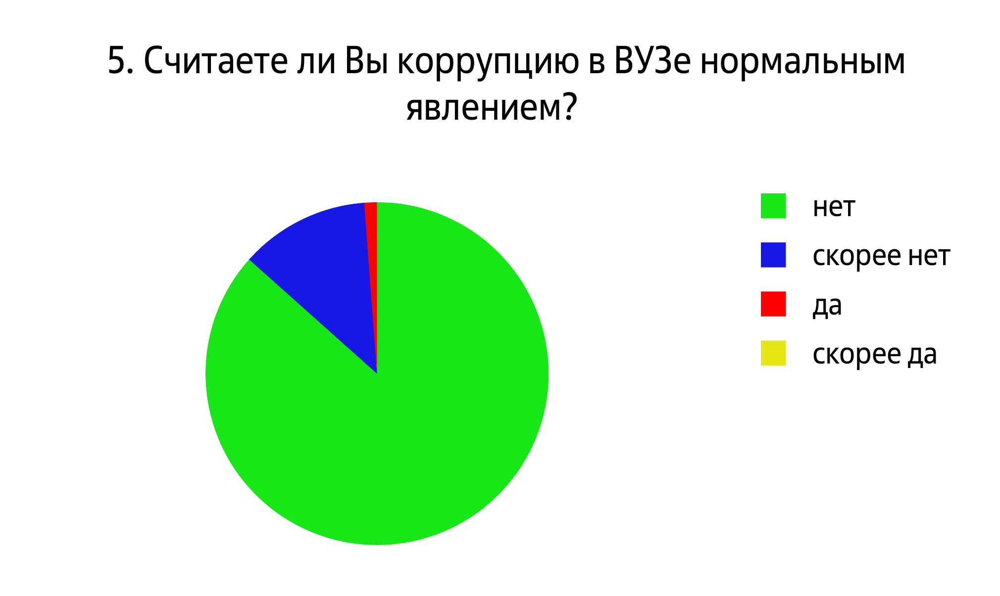 5. Считаете ли Вы коррупцию в ВУЗе нормальным
явлением?
нет
скорее нет
да
скорее да